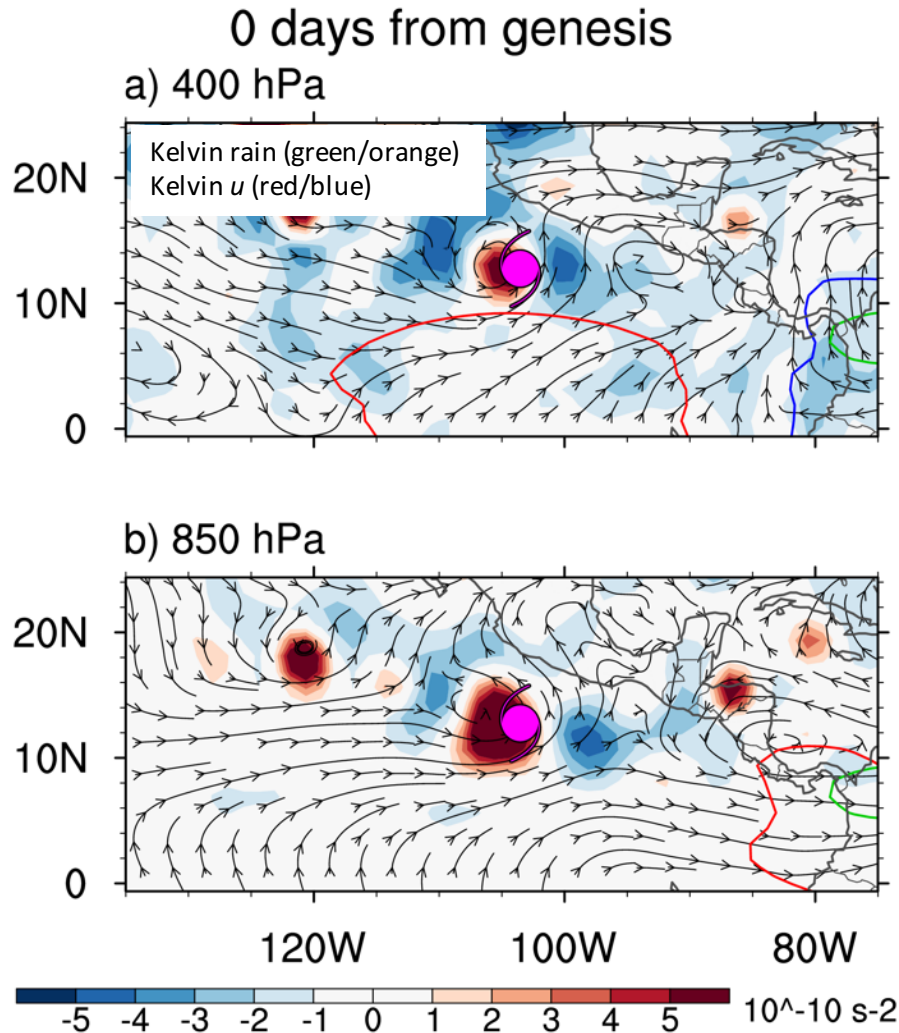 0 days from genesis
a) 400 hPa
Kelvin rain (green/orange)
Kelvin u (red/blue)
20N
10N
0
b) 850 hPa
20N
10N
0
120W 100W 80W
-5 -4 -3 -2 -1 0 1 2 3 4 5 10^-10 s-2